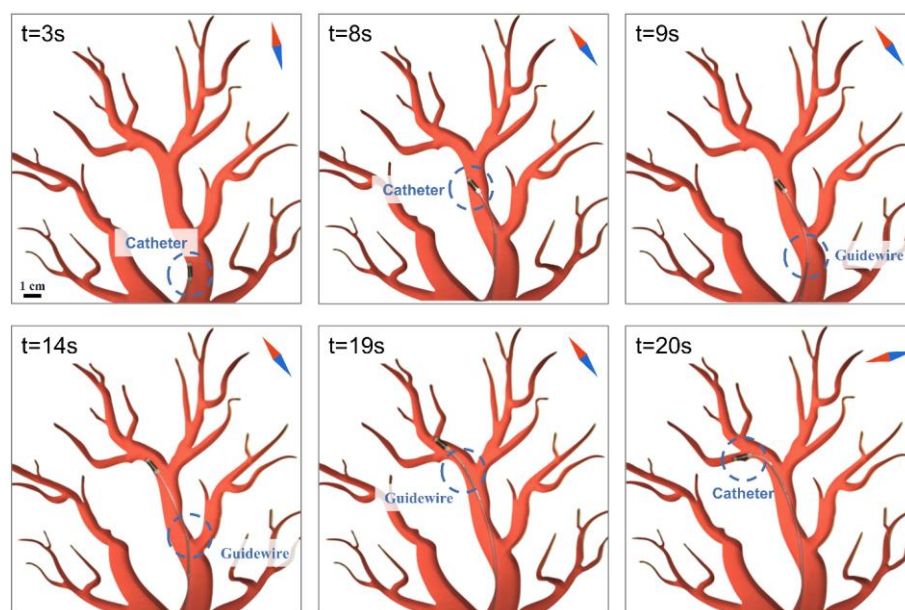 t=3s
t=8s
t=9s
Catheter
Catheter
Guidewire
1 cm
t=14s
t=19s
t=20s
Guidewire
Guidewire
Catheter